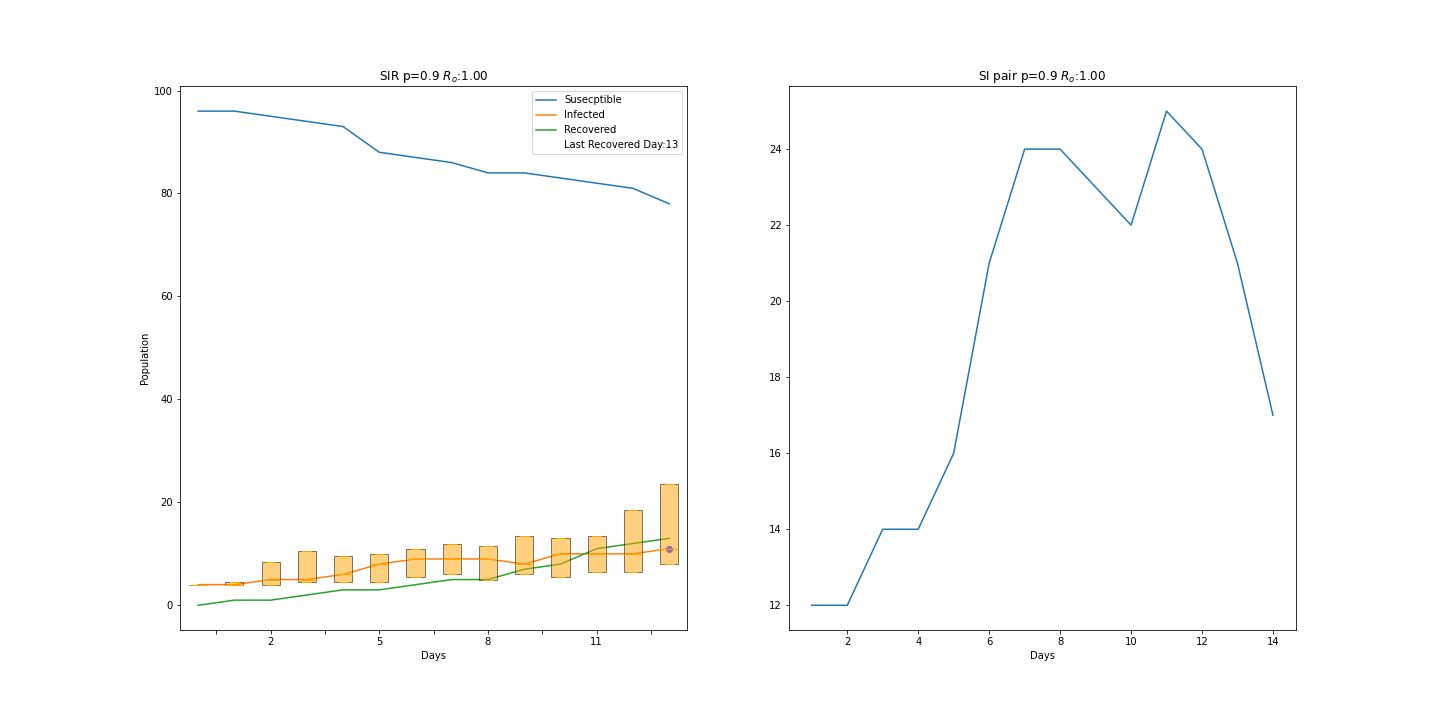 SIR p=0.9 Rₒ:1.00
100
80
60
40
20
0
Population
Susecptible
Infected
Recovered
Last Recovered Day:13
2 5 8 11
Days
SI pair p=0.9 Rₒ:1.00
24
22
20
18
16
14
12
2 4 6 8 10 12 14
Days